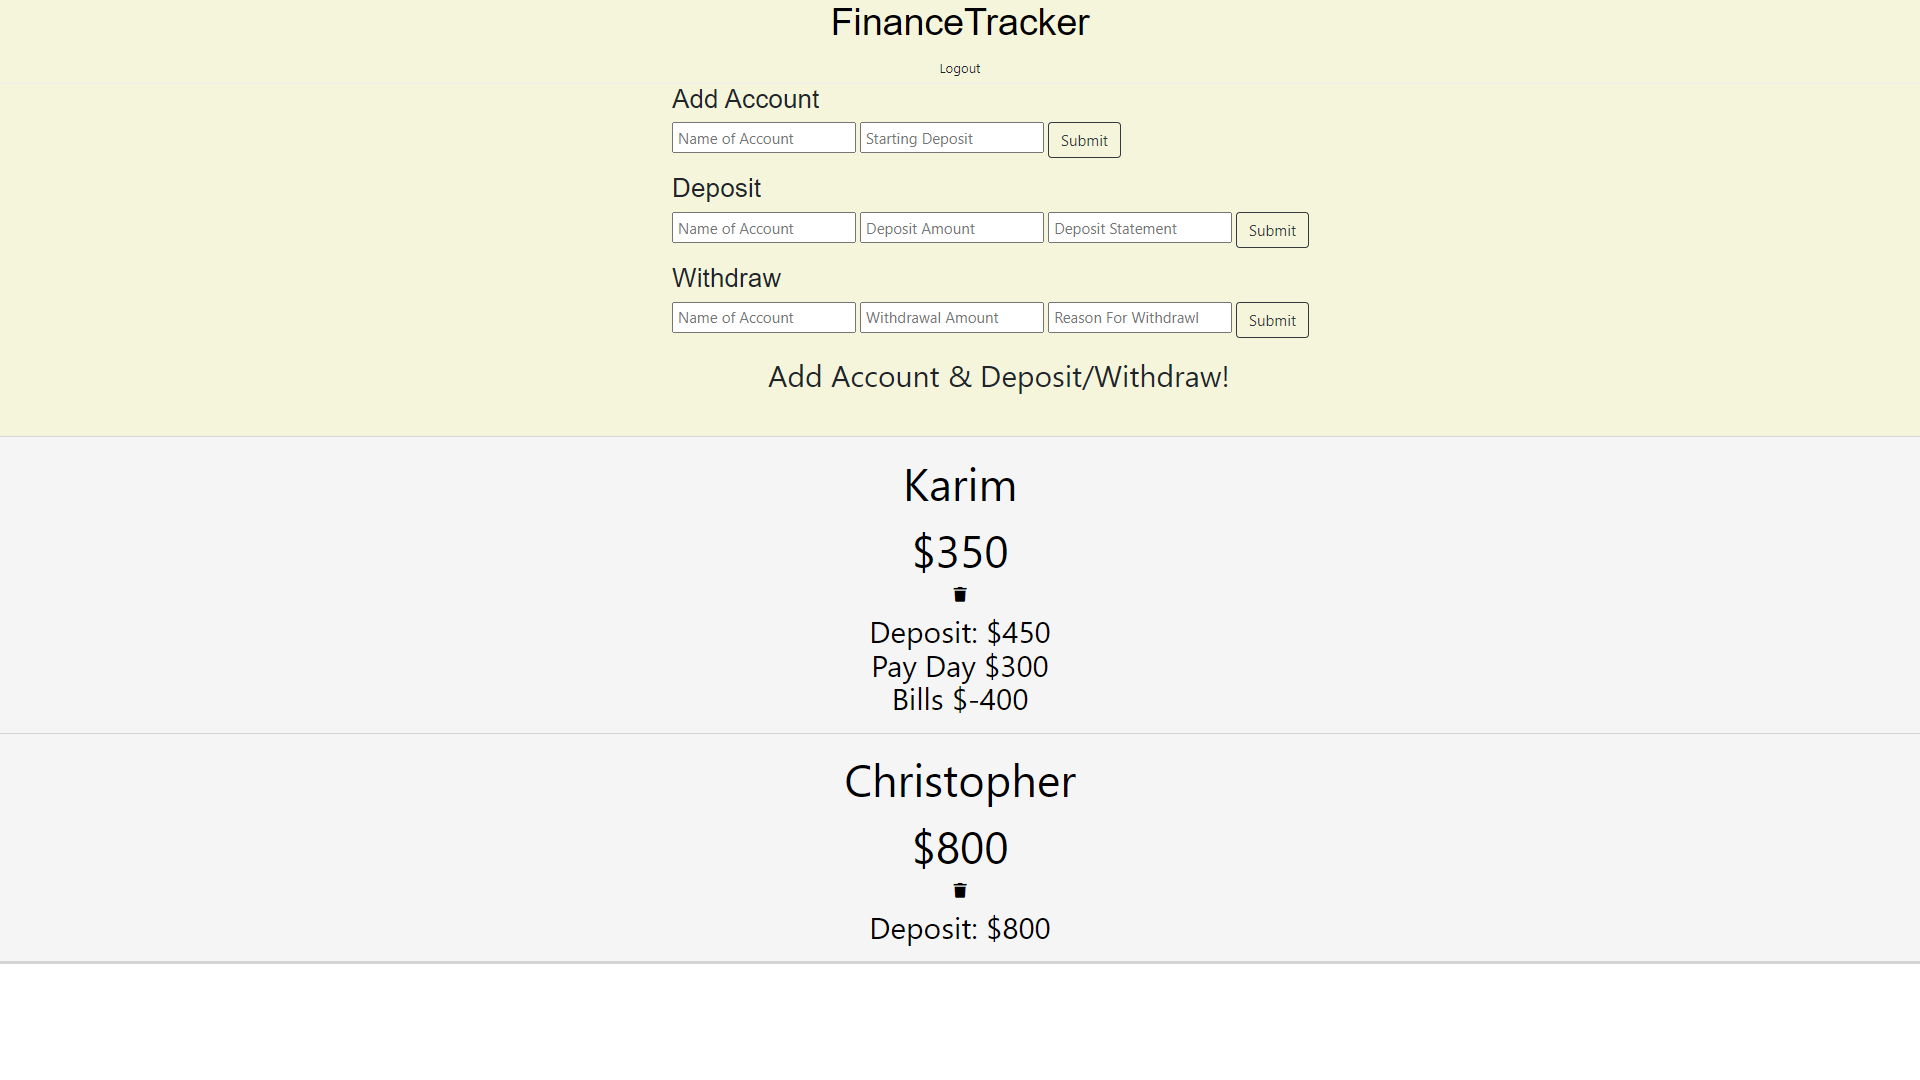 FinanceTracker
Logout
Add Account
Name of Account Starting Deposit Submit
Deposit
Name of Account Deposit Amount Deposit Statement Submit
Withdraw
Name of Account Withdrawal Amount Reason For Withdrawl Submit
Add Account & Deposit/Withdraw!
Karim
$350
Deposit: $450
Pay Day $300
Bills $-400
Christopher
$800
Deposit: $800